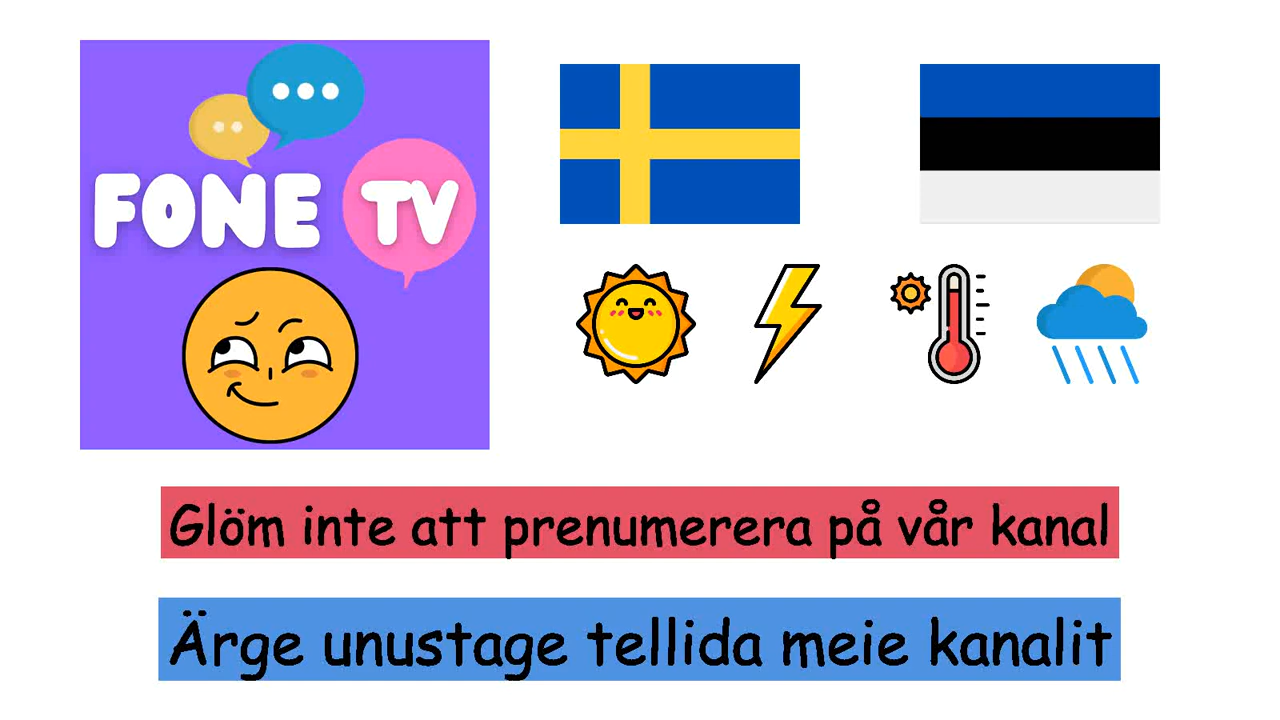 FONE TV
Glöm inte att prenumerera på vår kanal
Ärge unustage tellida meie kanalit